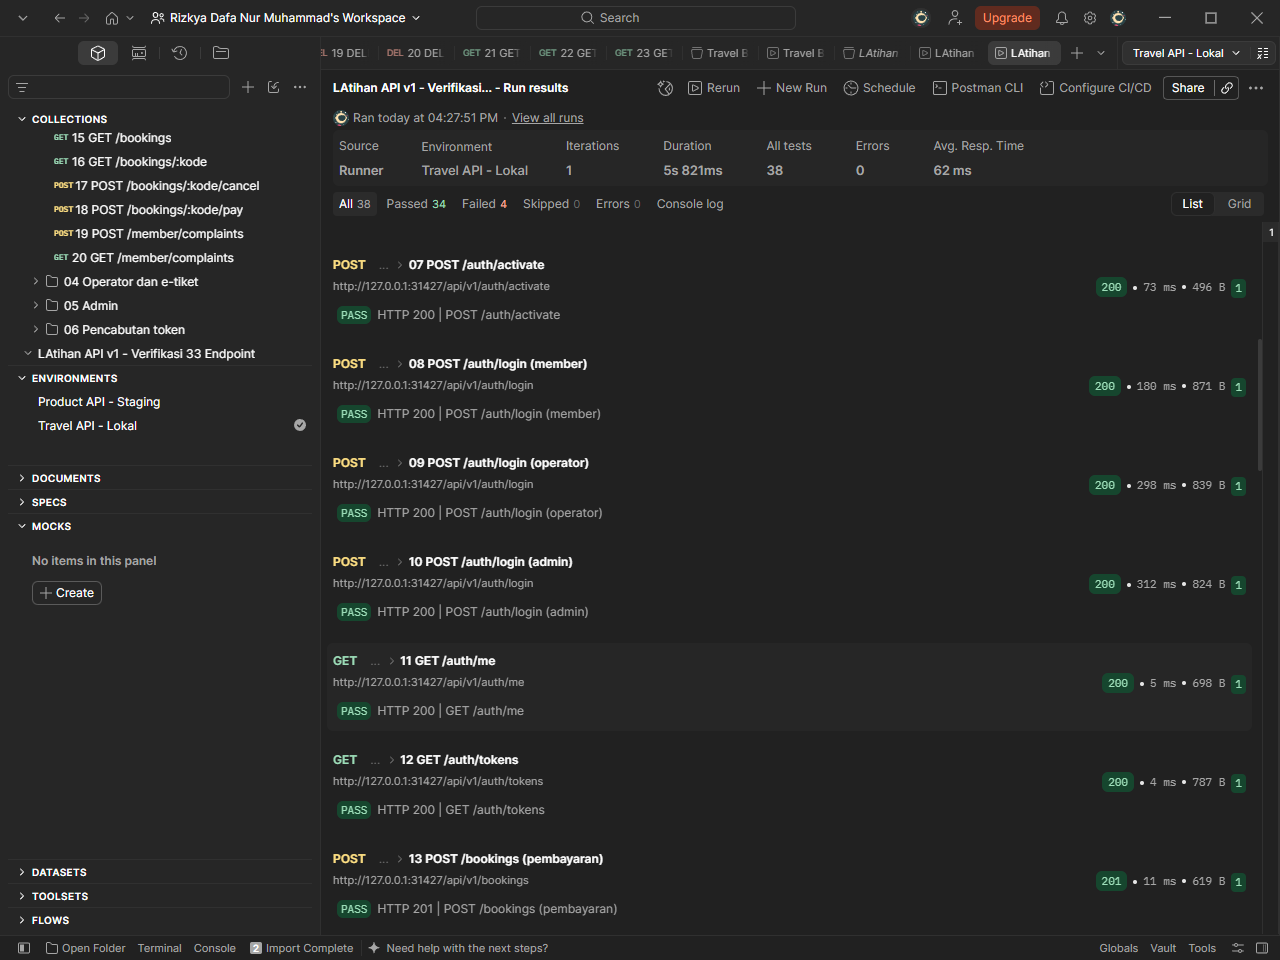 Rizkya Dafa Nur Muhammad's Workspace
Search
Upgrade
19 DEL
DEL 20 DEL
GET 21 GET
GET 22 GET
GET 23 GET
Travel B
Travel B
LAtihan
LAtihan
LAtihan
Travel API - Lokal
COLLECTIONS
GET 15 GET /bookings
GET 16 GET /bookings/:kode
POST 17 POST /bookings/:kode/cancel
POST 18 POST /bookings/:kode/pay
POST 19 POST /member/complaints
GET 20 GET /member/complaints
04 Operator dan e-tiket
05 Admin
06 Pencabutan token
LAtihan API v1 - Verifikasi 33 Endpoint
ENVIRONMENTS
Product API - Staging
Travel API - Lokal
DOCUMENTS
SPECS
MOCKS
No items in this panel
Create
DATASETS
TOOLSETS
FLOWS
LAtihan API v1 - Verifikasi... - Run results
Rerun
New Run
Schedule
Postman CLI
Configure CI/CD
Share
Ran today at 04:27:51 PM · View all runs
Source Environment Iterations Duration All tests Errors Avg. Resp. Time
Runner Travel API - Lokal 1 5s 821ms 38 0 62 ms
All 38 Passed 34 Failed 4 Skipped 0 Errors 0 Console log
List Grid
1
POST ... > 07 POST /auth/activate
http://127.0.0.1:31427/api/v1/auth/activate
200 • 73 ms • 496 B 1
PASS HTTP 200 | POST /auth/activate
POST ... > 08 POST /auth/login (member)
http://127.0.0.1:31427/api/v1/auth/login
200 • 180 ms • 871 B 1
PASS HTTP 200 | POST /auth/login (member)
POST ... > 09 POST /auth/login (operator)
http://127.0.0.1:31427/api/v1/auth/login
200 • 298 ms • 839 B 1
PASS HTTP 200 | POST /auth/login (operator)
POST ... > 10 POST /auth/login (admin)
http://127.0.0.1:31427/api/v1/auth/login
200 • 312 ms • 824 B 1
PASS HTTP 200 | POST /auth/login (admin)
GET ... > 11 GET /auth/me
http://127.0.0.1:31427/api/v1/auth/me
200 • 5 ms • 698 B 1
PASS HTTP 200 | GET /auth/me
GET ... > 12 GET /auth/tokens
http://127.0.0.1:31427/api/v1/auth/tokens
200 • 4 ms • 787 B 1
PASS HTTP 200 | GET /auth/tokens
POST ... > 13 POST /bookings (pembayaran)
http://127.0.0.1:31427/api/v1/bookings
201 • 11 ms • 619 B 1
PASS HTTP 201 | POST /bookings (pembayaran)
Open Folder Terminal Console 2 Import Complete Need help with the next steps?
Globals Vault Tools